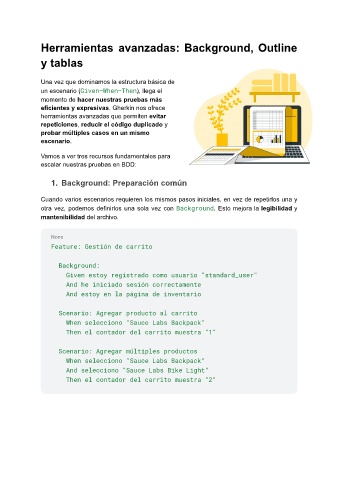 Herramientas avanzadas: Background, Outline
y tablas
Una vez que dominamos la estructura básica de
un escenario (Given-When-Then), llega el
momento de hacer nuestras pruebas más
eficientes y expresivas. Gherkin nos ofrece
herramientas avanzadas que permiten evitar
repeticiones, reducir el código duplicado y
probar múltiples casos en un mismo
escenario.
Vamos a ver tres recursos fundamentales para
escalar nuestras pruebas en BDD:
1. Background: Preparación común
Cuando varios escenarios requieren los mismos pasos iniciales, en vez de repetirlos una y
otra vez, podemos definirlos una sola vez con Background. Esto mejora la legibilidad y
mantenibilidad del archivo.
None
Feature: Gestión de carrito
Background:
Given estoy registrado como usuario "standard_user"
And he iniciado sesión correctamente
And estoy en la página de inventario
Scenario: Agregar producto al carrito
When selecciono "Sauce Labs Backpack"
Then el contador del carrito muestra "1"
Scenario: Agregar múltiples productos
When selecciono "Sauce Labs Backpack"
And selecciono "Sauce Labs Bike Light"
Then el contador del carrito muestra "2"